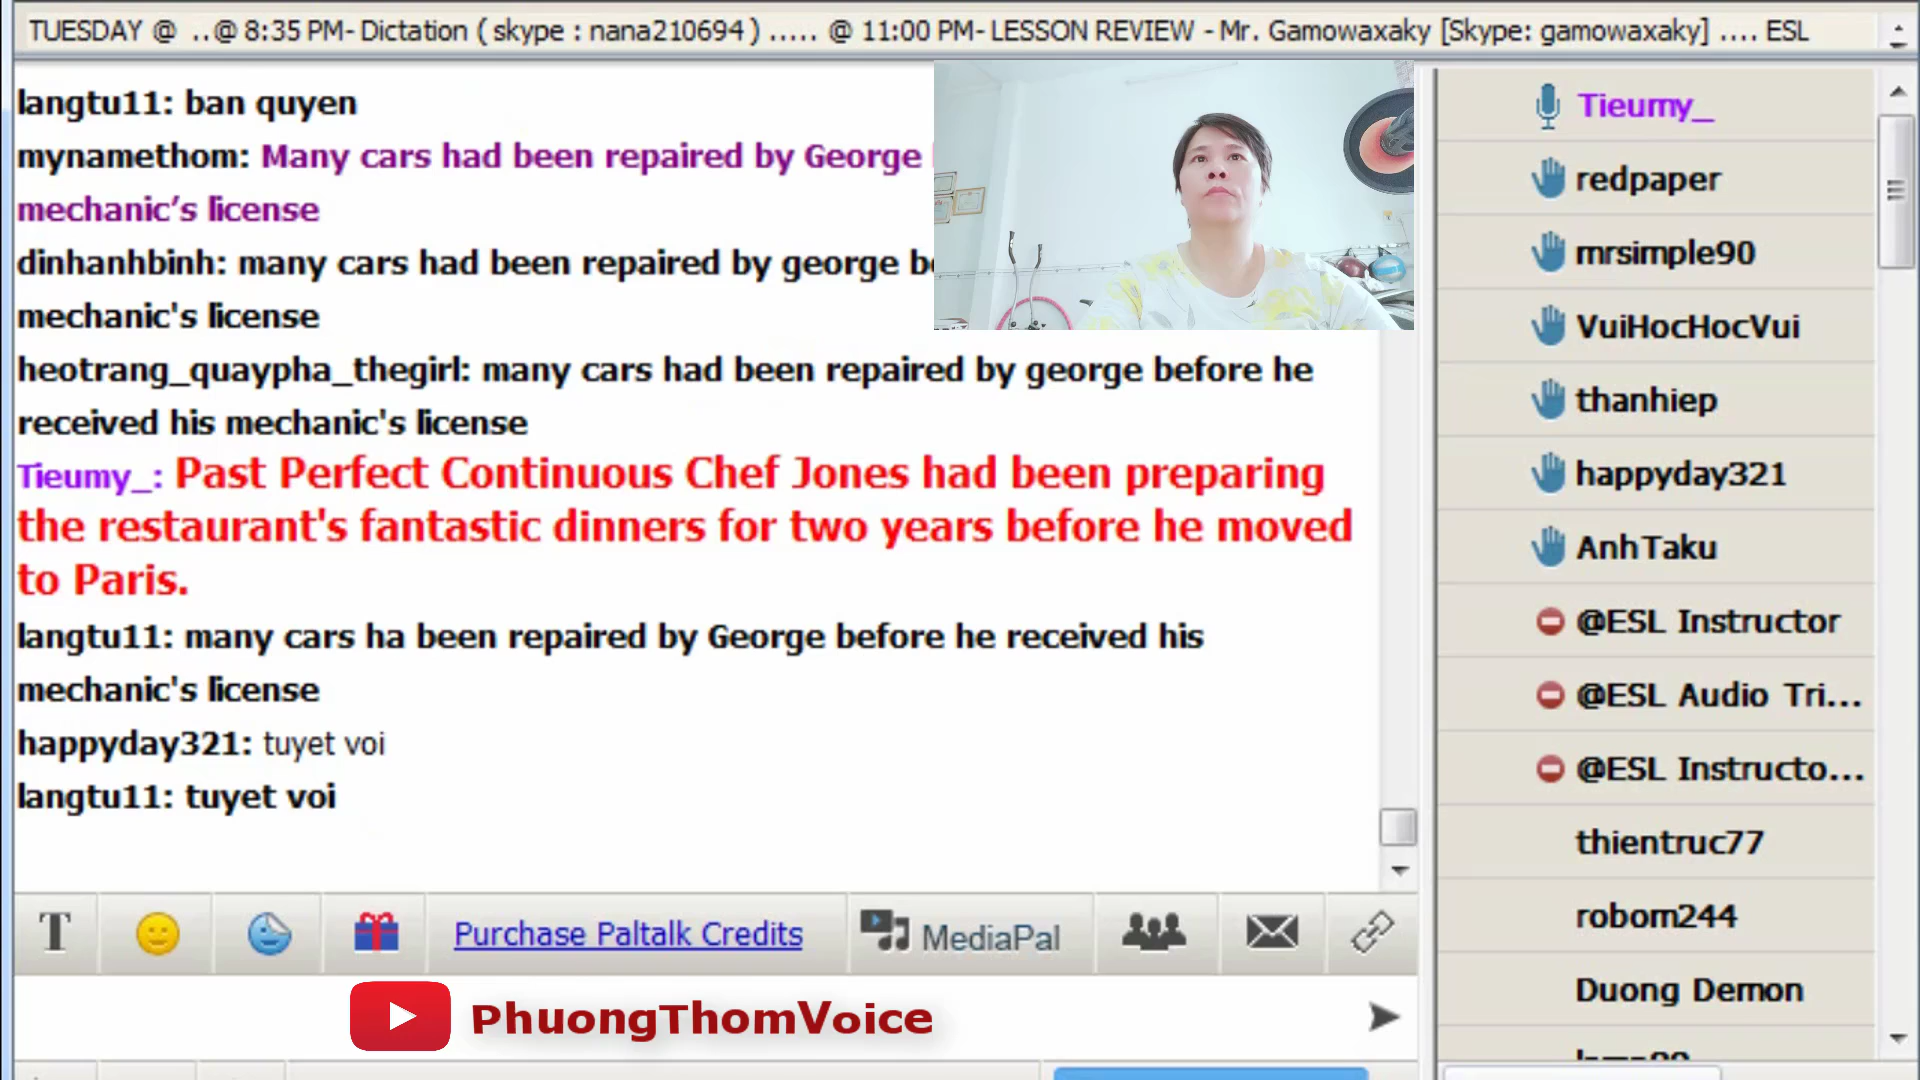 TUESDAY @ ..@ 8:35 PM- Dictation ( skype : nana210694 ) ..... @ 11:00 PM- LESSON REVIEW - Mr. Gamowaxaky [Skype: gamowaxaky] .... ESL
langtu11: ban quyen
mynamethom: Many cars had been repaired by George
mechanic’s license
dinhanhbinh: many cars had been repaired by george
mechanic's license
heotrang_quaypha_thegirl: many cars had been repaired by george before he
received his mechanic's license
Tieumy_: Past Perfect Continuous Chef Jones had been preparing
the restaurant's fantastic dinners for two years before he moved
to Paris.
langtu11: many cars ha been repaired by George before he received his
mechanic's license
happyday321: tuyet voi
langtu11: tuyet voi
Purchase Paltalk Credits
MediaPal
PhuongThomVoice
Tieumy_
redpaper
mrsimple90
VuiHocHocVui
thanhiep
happyday321
AnhTaku
@ESL Instructor
@ESL Audio Tri...
@ESL Instructo...
thientruc77
robom244
Duong Demon